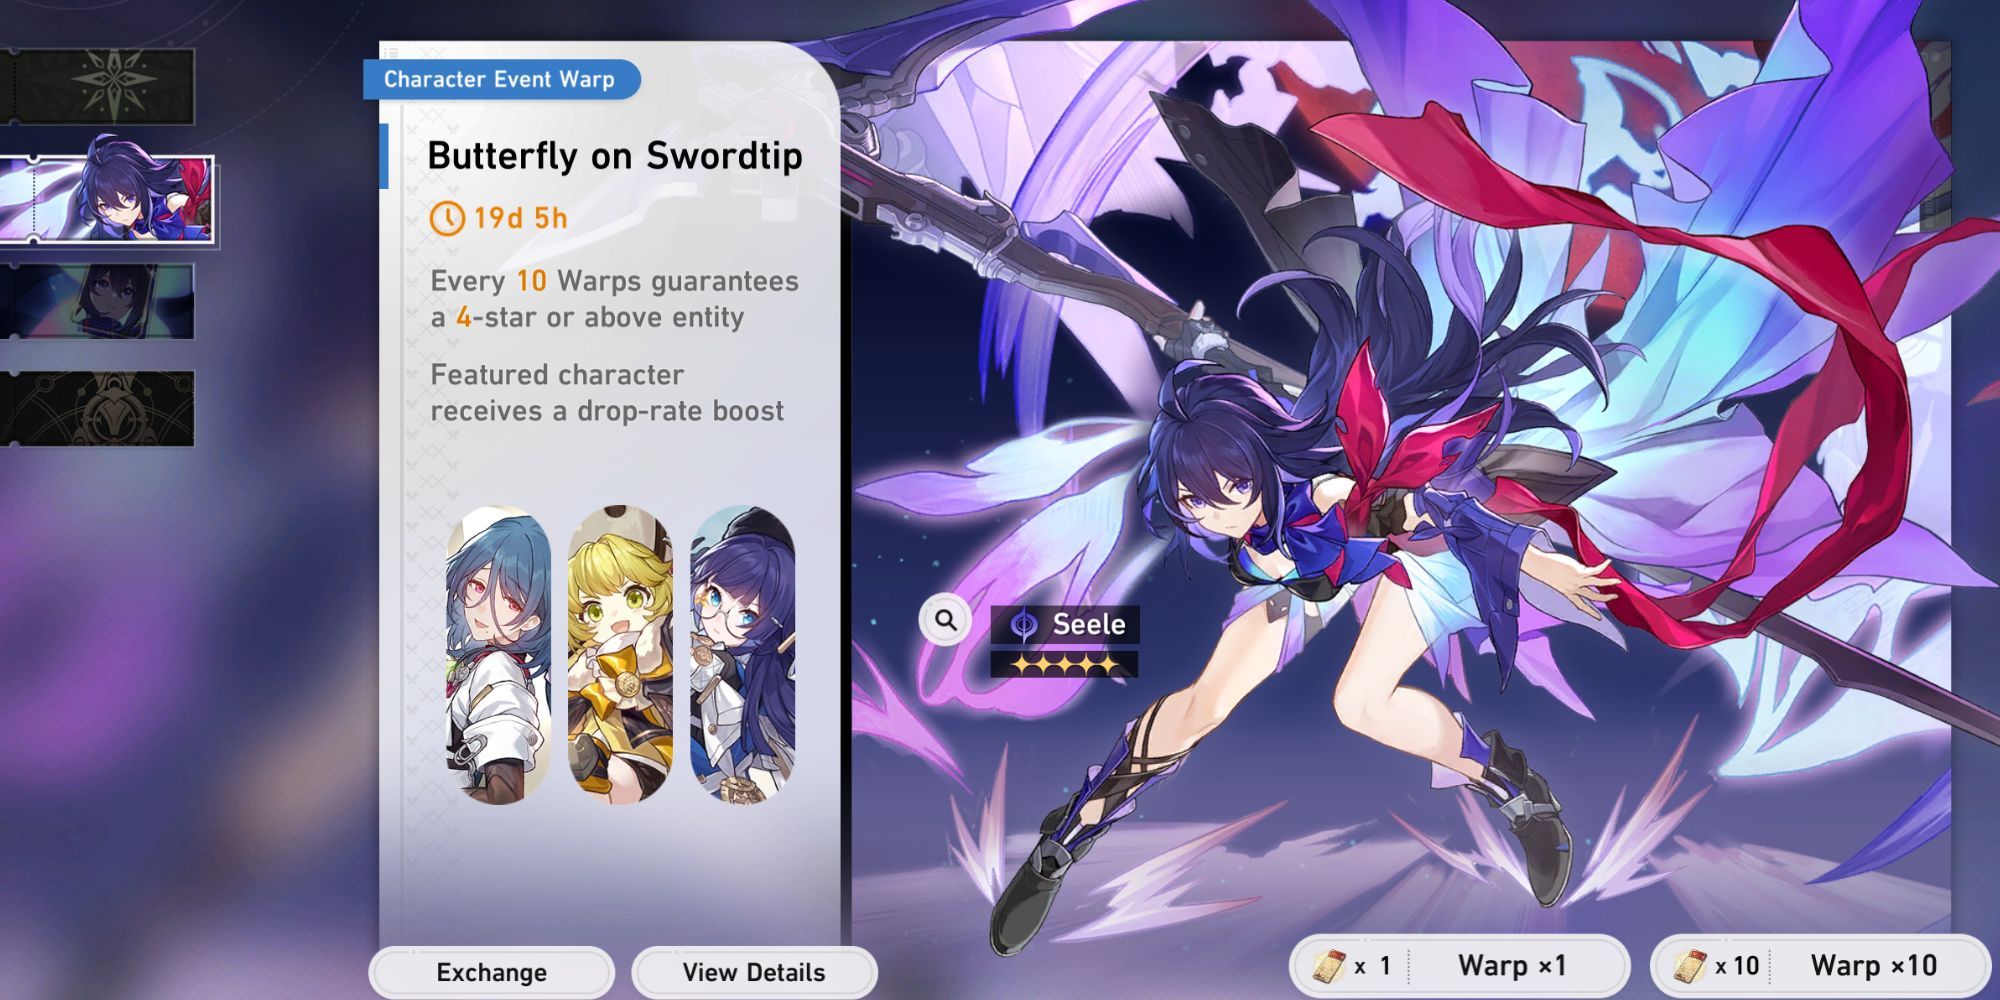 Character Event Warp
Butterfly on Swordtip
19d 5h
Every 10 Warps guarantees
a 4-star or above entity
Featured character
receives a drop-rate boost
Seele
Exchange
View Details
x 1
Warp ×1
x 10
Warp ×10